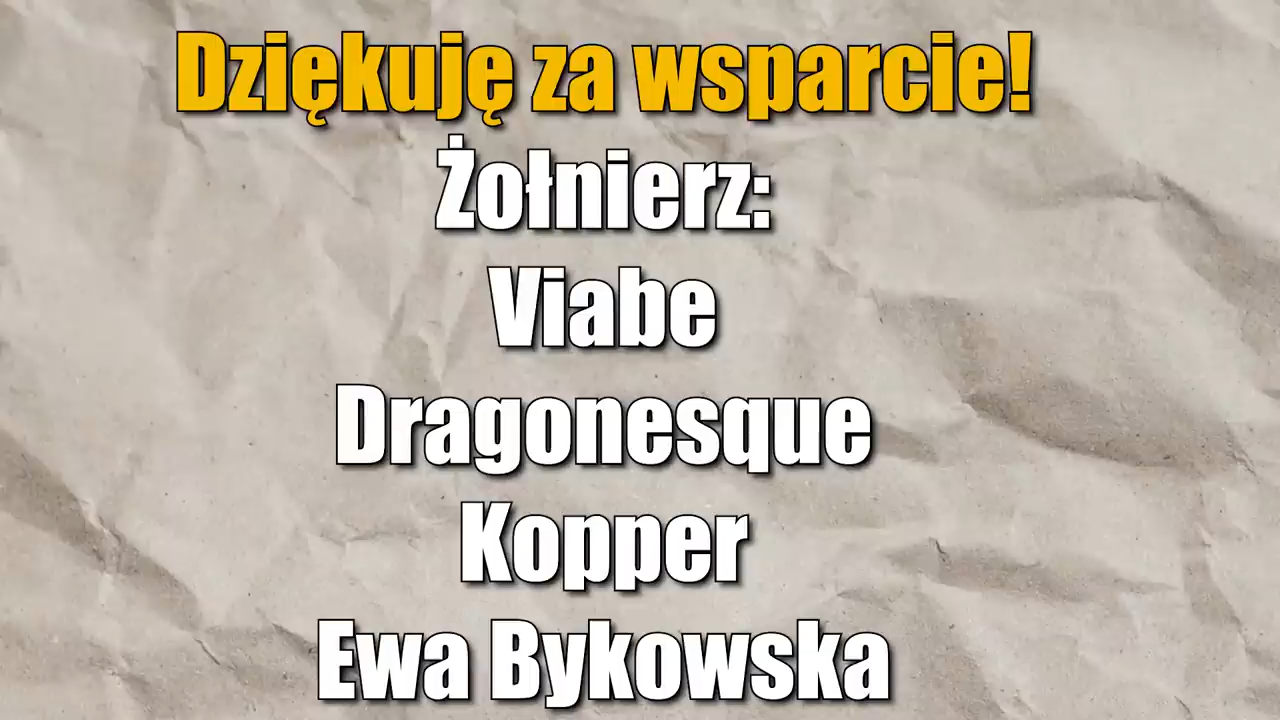 Dziękuję za wsparcie!
Żołnierz:
Viabe
Dragonesque
Kopper
Ewa Bykowska